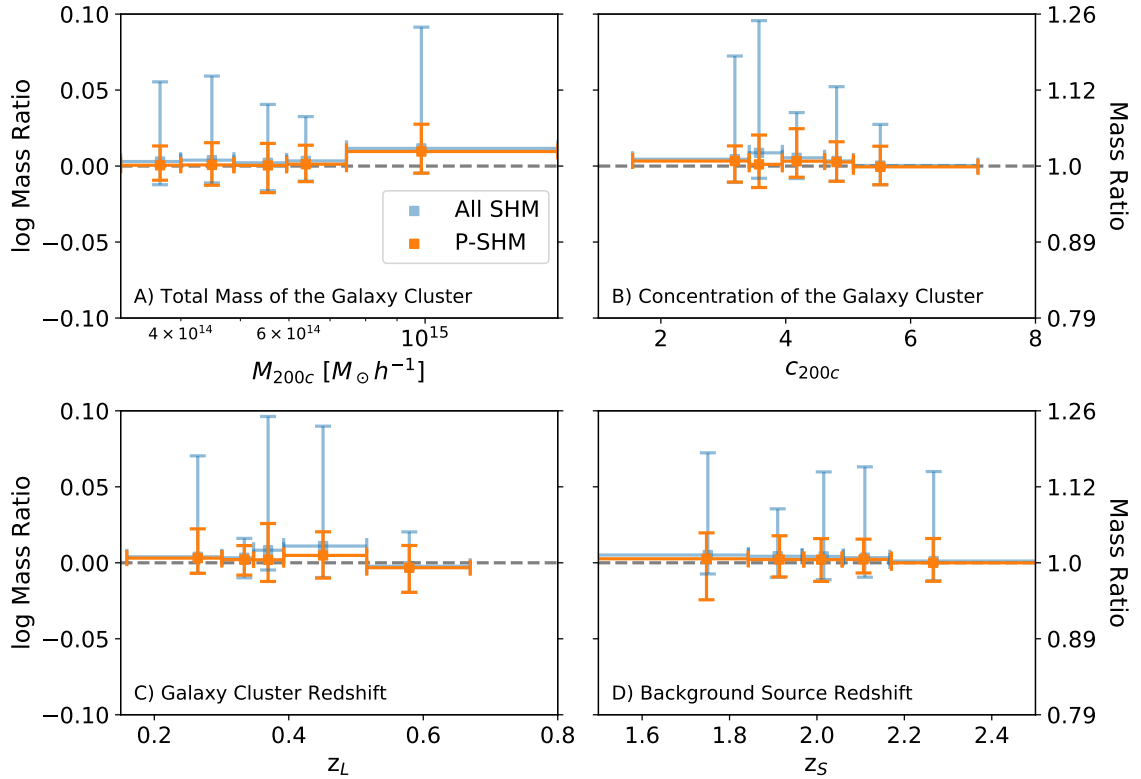 0.10
0.05
0.00
−0.05
−0.10
log Mass Ratio
All SHM
P-SHM
A) Total Mass of the Galaxy Cluster
4 × 10¹⁴
6 × 10¹⁴
10¹⁵
M₂₀₀c [M⊙h⁻¹]
1.26
1.12
1.0
0.89
0.79
Mass Ratio
B) Concentration of the Galaxy Cluster
2
4
6
8
c₂₀₀c
0.10
0.05
0.00
−0.05
−0.10
log Mass Ratio
C) Galaxy Cluster Redshift
0.2
0.4
0.6
0.8
z_L
1.26
1.12
1.0
0.89
0.79
Mass Ratio
D) Background Source Redshift
1.6
1.8
2.0
2.2
2.4
z_S